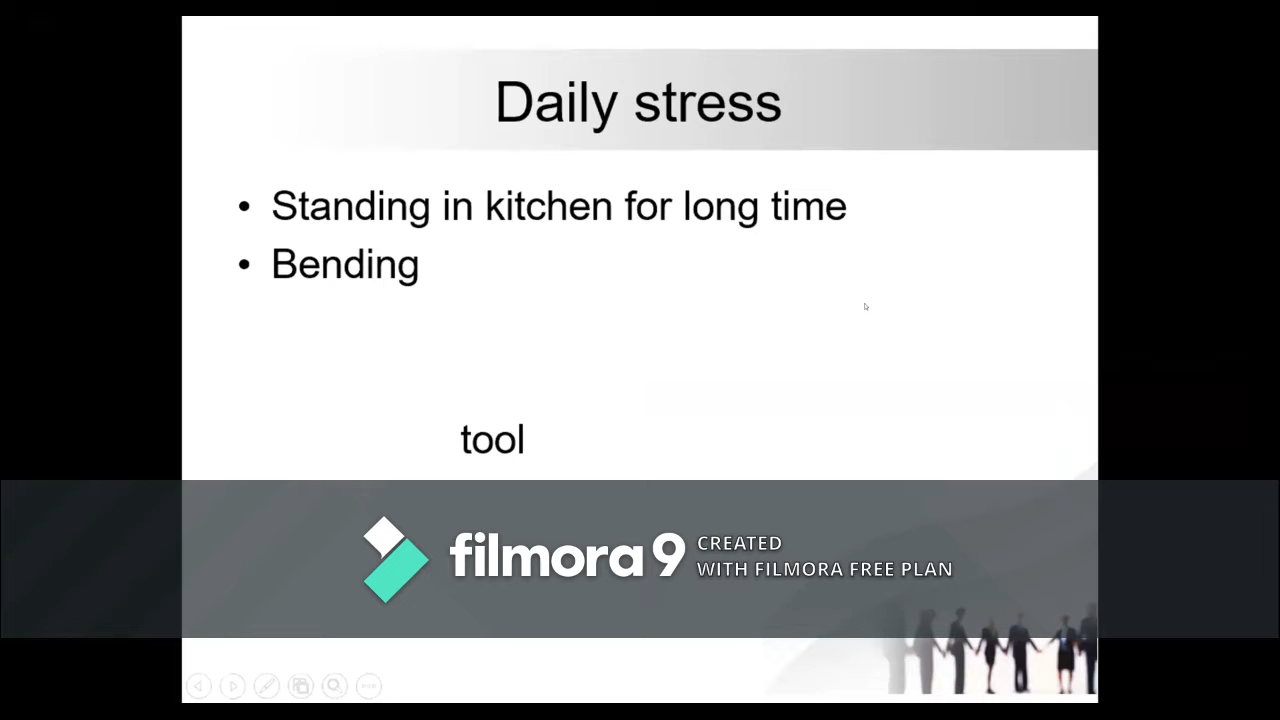 Daily stress
• Standing in kitchen for long time
• Bending
tool
filmora9 CREATED
WITH FILMORA FREE PLAN